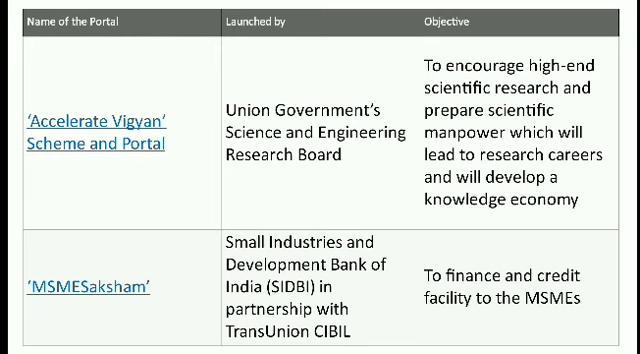 Name of the Portal
Launched by
Objective
‘Accelerate Vigyan’
Scheme and Portal
Union Government’s
Science and Engineering
Research Board
To encourage high-end
scientific research and
prepare scientific
manpower which will
lead to research careers
and will develop a
knowledge economy
‘MSMESaksham’
Small Industries and
Development Bank of
India (SIDBI) in
partnership with
TransUnion CIBIL
To finance and credit
facility to the MSMEs